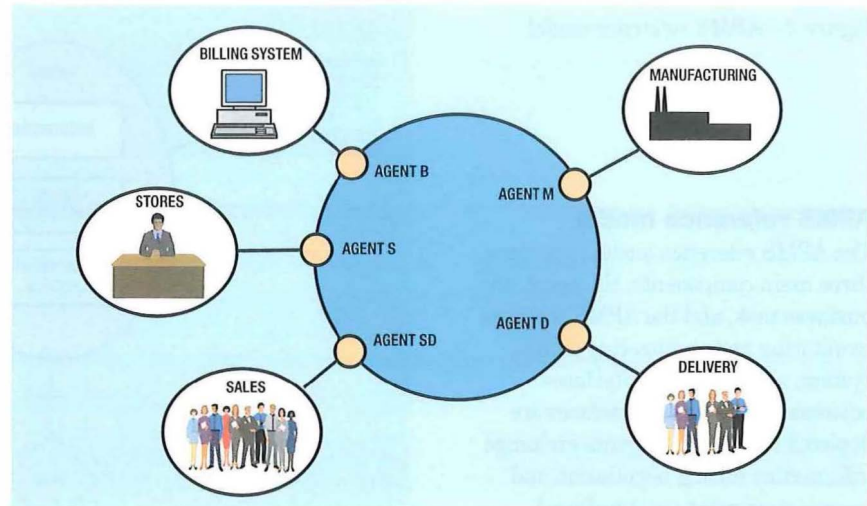 BILLING SYSTEM
MANUFACTURING
AGENT B
AGENT M
STORES
AGENT S
AGENT D
AGENT SD
SALES
DELIVERY